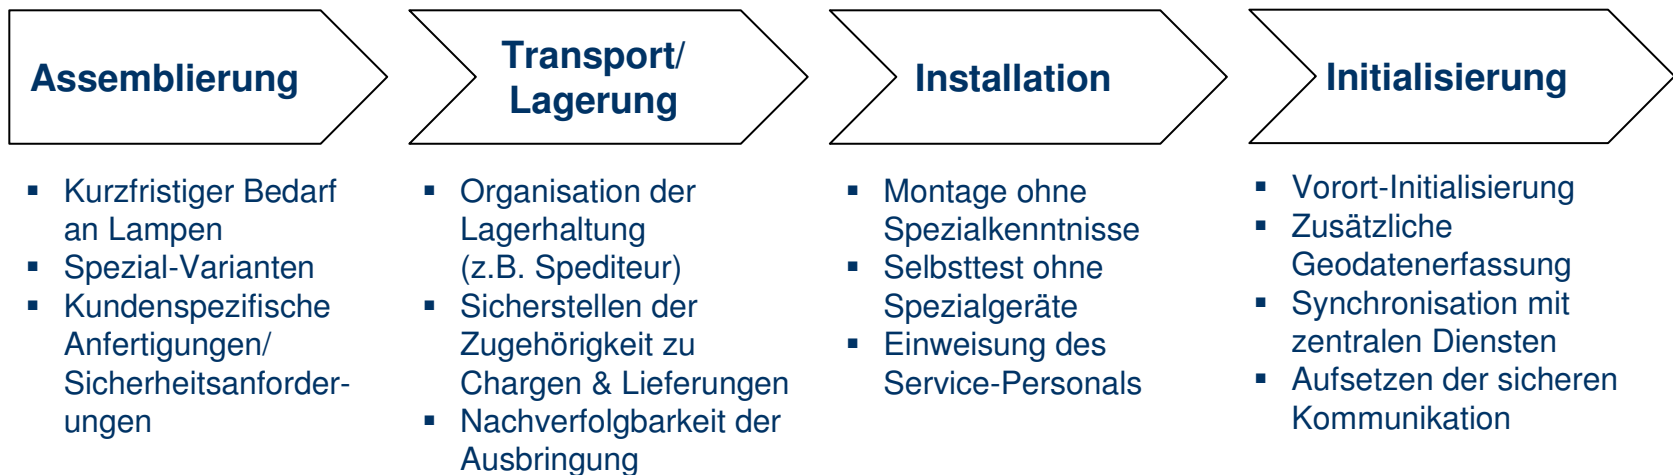 Assemblierung
▪ Kurzfristiger Bedarf
an Lampen
▪ Spezial-Varianten
▪ Kundenspezifische
Anfertigungen/
Sicherheitsanforder-
ungen
Transport/
Lagerung
▪ Organisation der
Lagerhaltung
(z.B. Spediteur)
▪ Sicherstellen der
Zugehörigkeit zu
Chargen & Lieferungen
▪ Nachverfolgbarkeit der
Ausbringung
Installation
▪ Montage ohne
Spezialkenntnisse
▪ Selbsttest ohne
Spezialgeräte
▪ Einweisung des
Service-Personals
Initialisierung
▪ Vorort-Initialisierung
▪ Zusätzliche
Geodatenerfassung
▪ Synchronisation mit
zentralen Diensten
▪ Aufsetzen der sicheren
Kommunikation